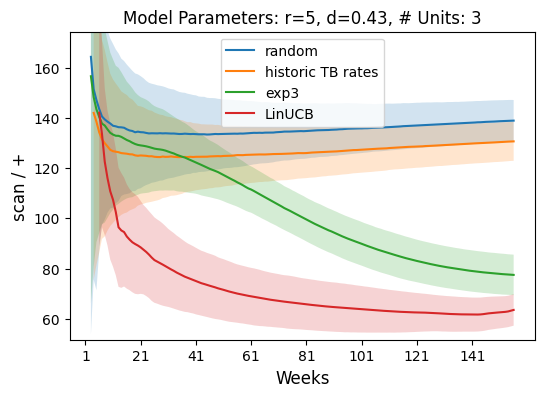 Model Parameters: r=5, d=0.43, # Units: 3
scan / +
160
140
120
100
80
60
random
historic TB rates
exp3
LinUCB
1 21 41 61 81 101 121 141
Weeks